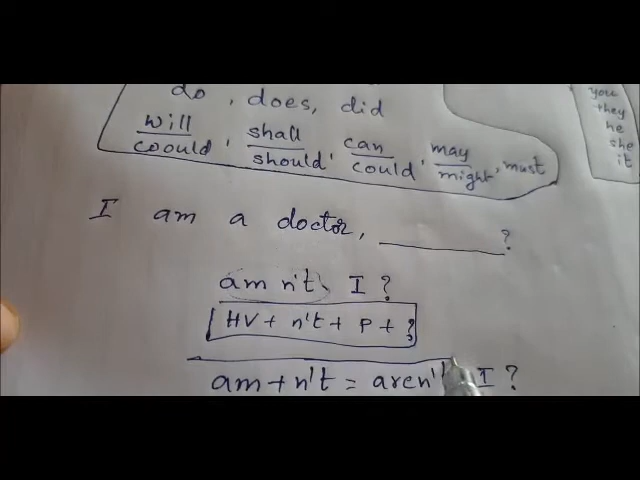 do, does, did
will shall can may
coould, should, could, might, must
you
they
he
she
it
I am a doctor, ________?
am n't I ?
HV + n't + P + ?
am + n't = aren't I ?